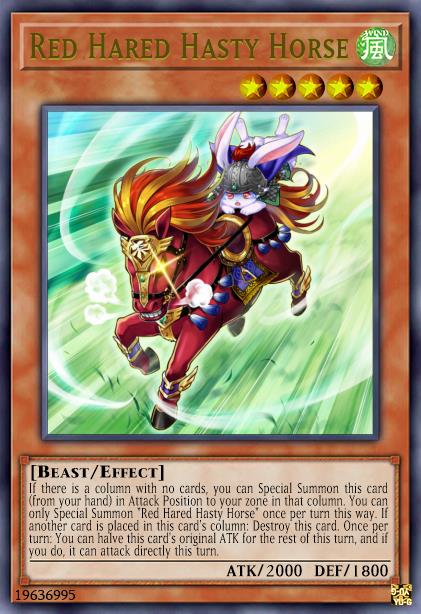 RED HARED HASTY HORSE
WIND
風
[BEAST/EFFECT]
If there is a column with no cards, you can Special Summon this card
(from your hand) in Attack Position to your zone in that column. You can
only Special Summon "Red Hared Hasty Horse" once per turn this way. If
another card is placed in this card's column: Destroy this card. Once per
turn: You can halve this card's original ATK for the rest of this turn, and if
you do, it can attack directly this turn.
ATK/2000 DEF/1800
19636995